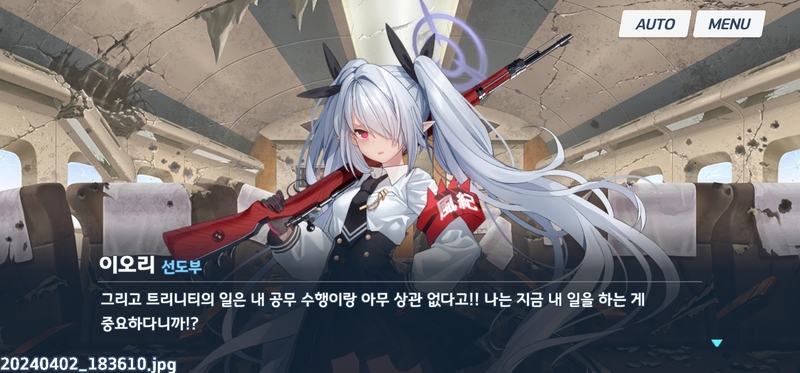 AUTO MENU
風紀
이오리 선도부
그리고 트리니티의 일은 내 공무 수행이랑 아무 상관 없다고!! 나는 지금 내 일을 하는 게
중요하다니까!?
20240402_183610.jpg